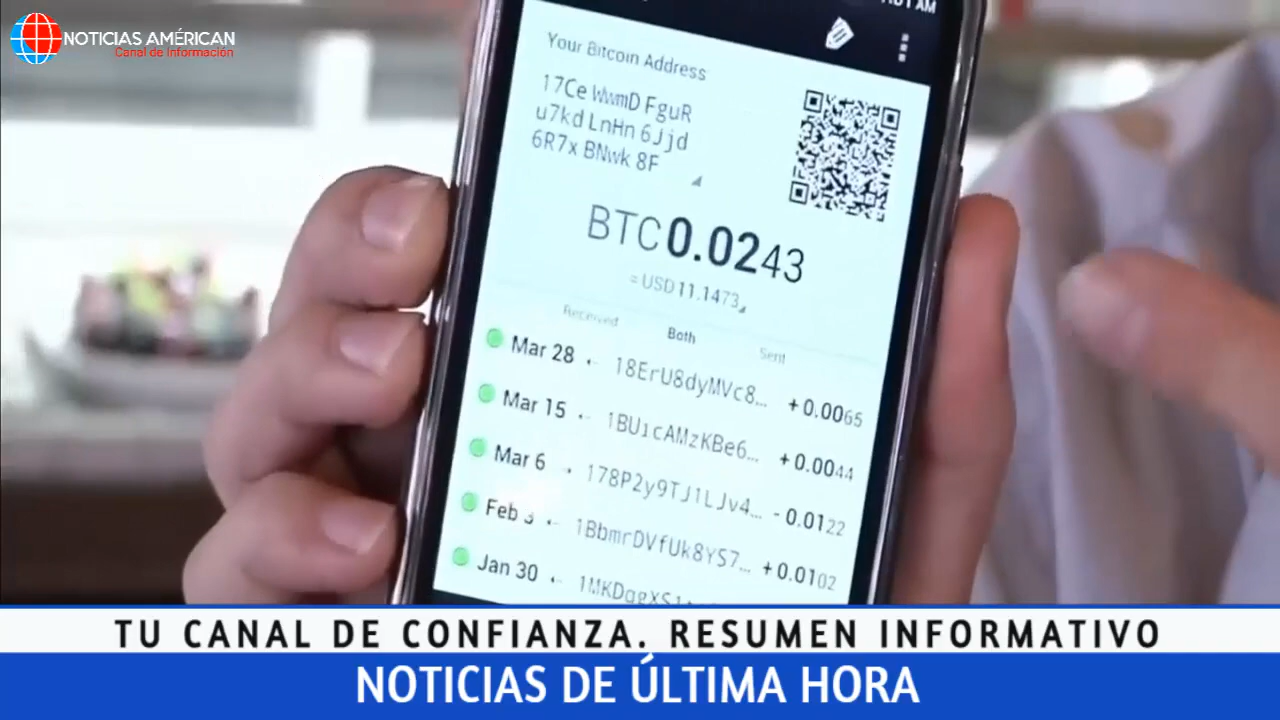 NOTICIAS AMÉRICAN
Canal de Información
Your Bitcoin Address
17Ce WwmD FguR
u7kd LnHn 6Jjd
6R7x BNwk 8F
BTC 0.0243
≈ USD 11.1473
Received Both Sent
Mar 28 ← 18ErU8dyMVc8... +0.0065
Mar 15 ← 1BUicAMzKBe6... +0.0044
Mar 6 178P2y9TJ1LJv4... -0.0122
Feb 3 ← 1BbmrDVfUk8YS7... +0.0102
Jan 30 ←
TU CANAL DE CONFIANZA. RESUMEN INFORMATIVO
NOTICIAS DE ÚLTIMA HORA